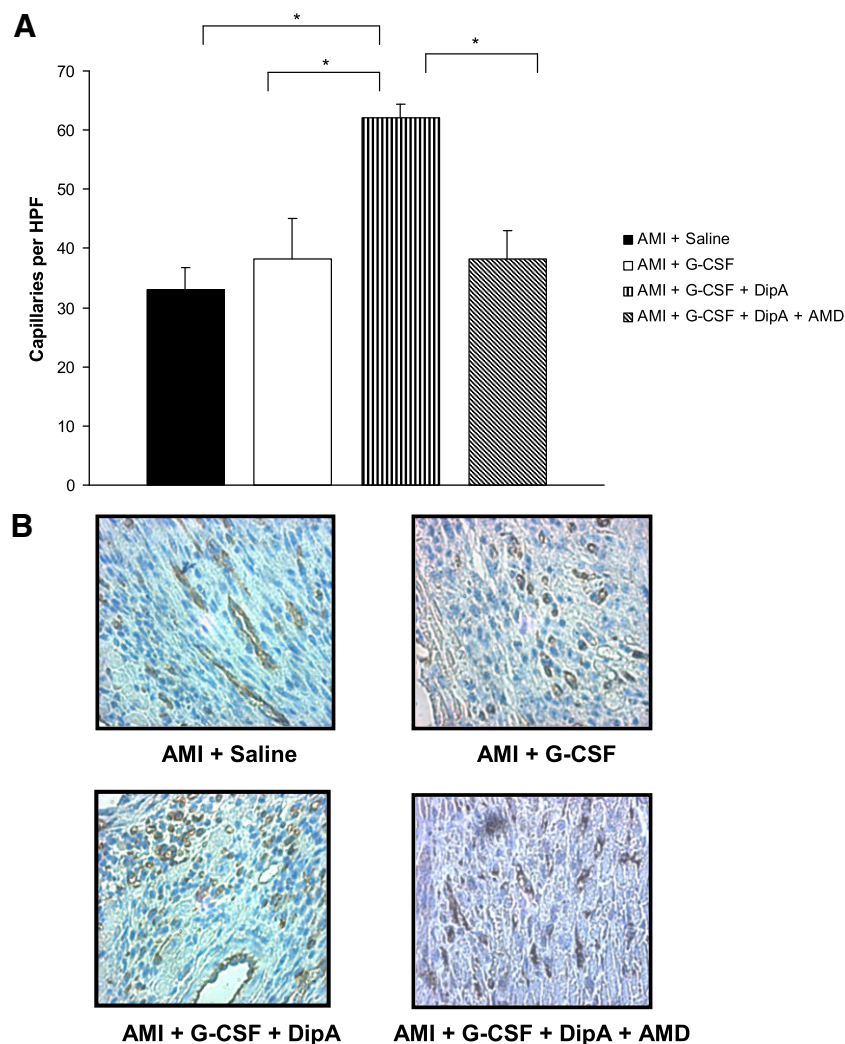 A
*
*
*
70
60
50
40
30
20
10
0
Capillaries per HPF
AMI + Saline
AMI + G-CSF
AMI + G-CSF + DipA
AMI + G-CSF + DipA + AMD
B
AMI + Saline
AMI + G-CSF
AMI + G-CSF + DipA
AMI + G-CSF + DipA + AMD